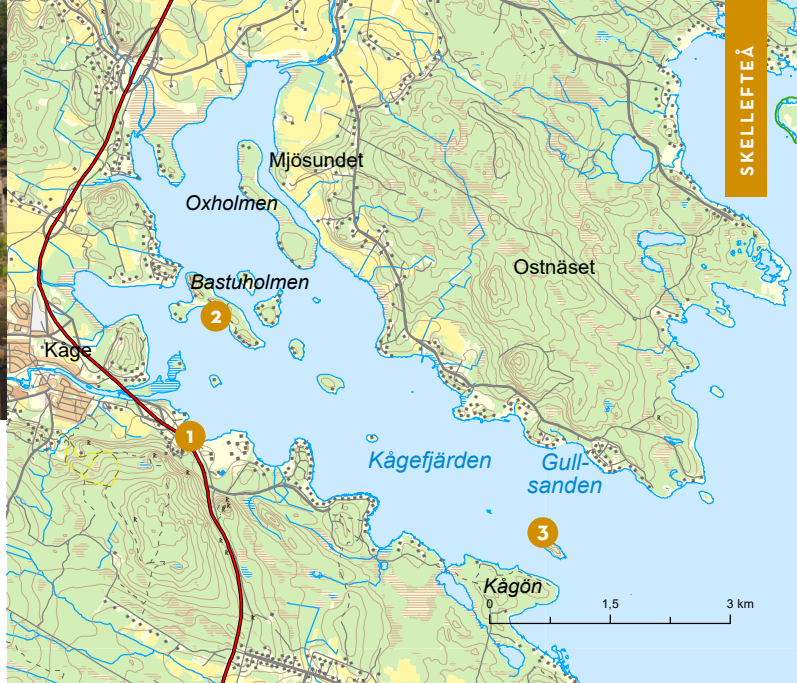 SKELLEFTEÅ
Mjösundet
Oxholmen
Ostnäset
Bastuholmen
2
Kåge
1
Kågefjärden
Gull-
sanden
3
Kågön
0 1,5 3 km